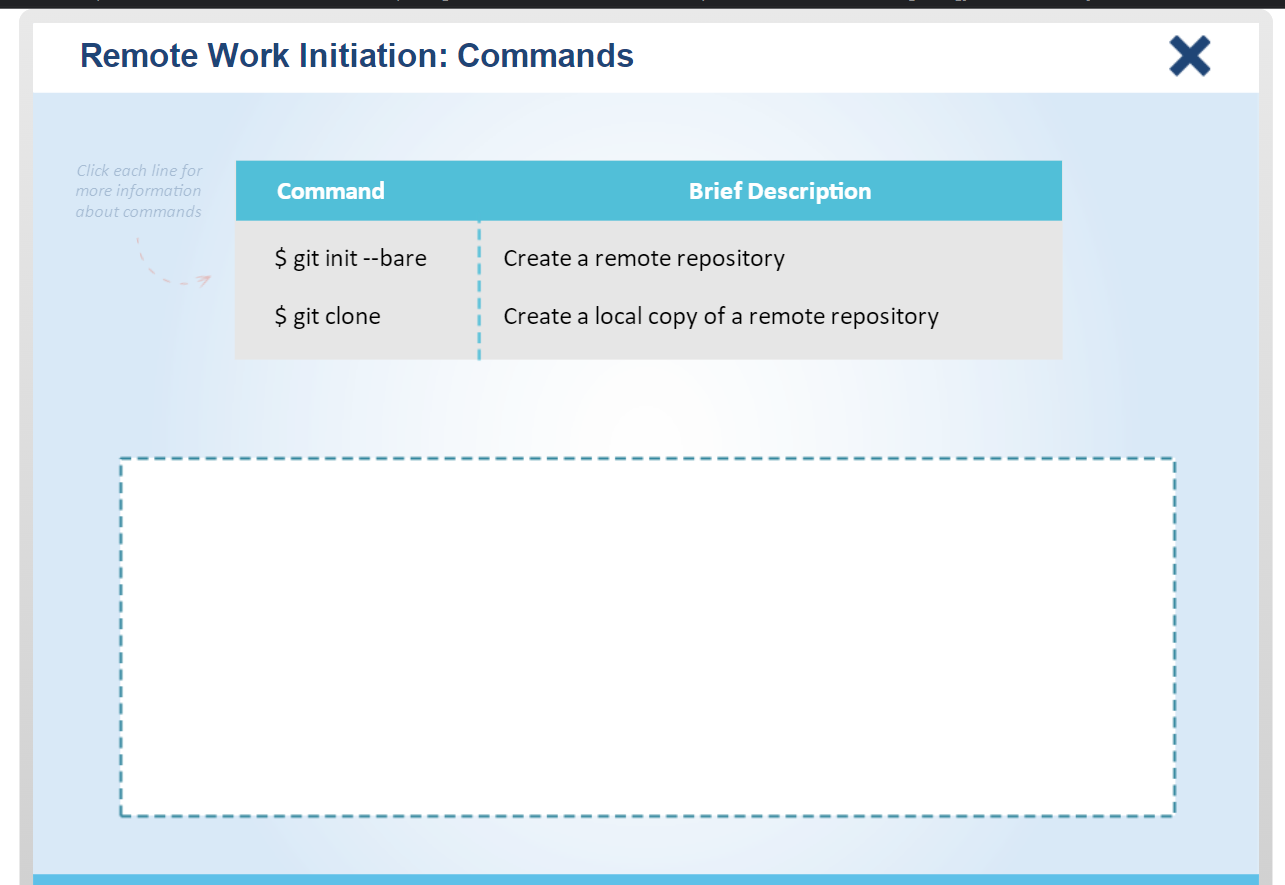 Remote Work Initiation: Commands
Click each line for
more information
about commands
Command Brief Description
$ git init --bare Create a remote repository
$ git clone Create a local copy of a remote repository